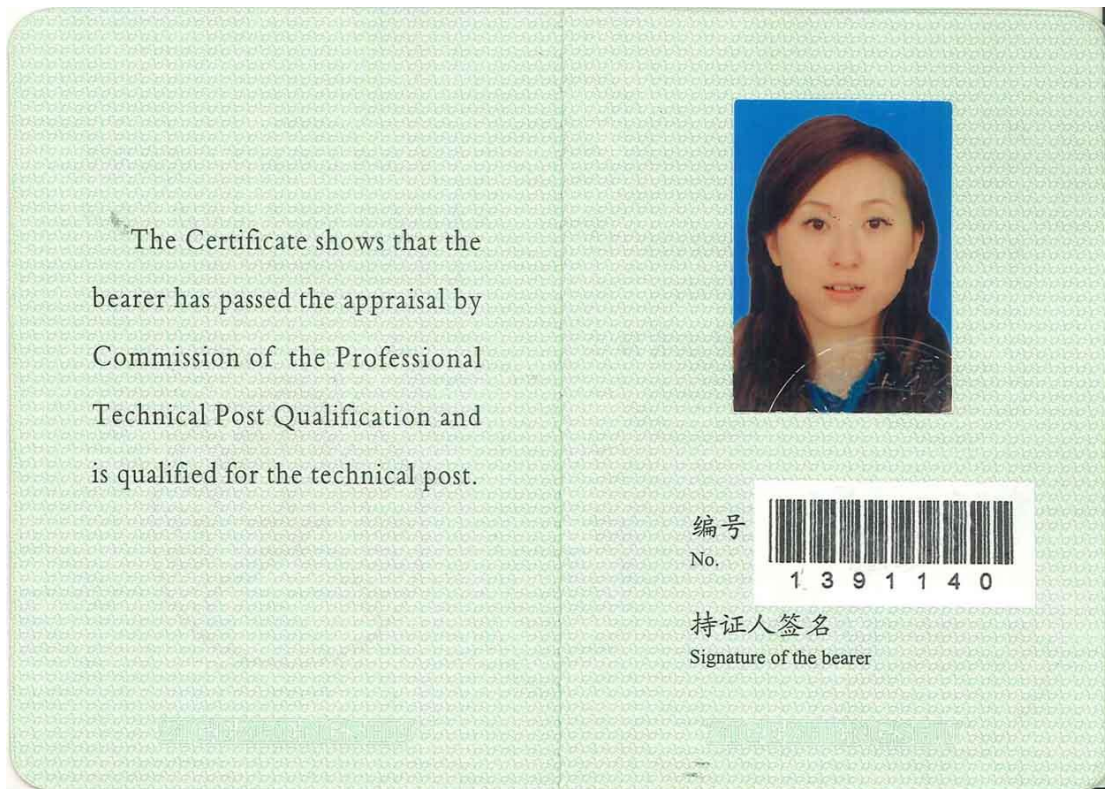 The Certificate shows that the
bearer has passed the appraisal by
Commission of the Professional
Technical Post Qualification and
is qualified for the technical post.
编号
No.
1391140
持证人签名
Signature of the bearer